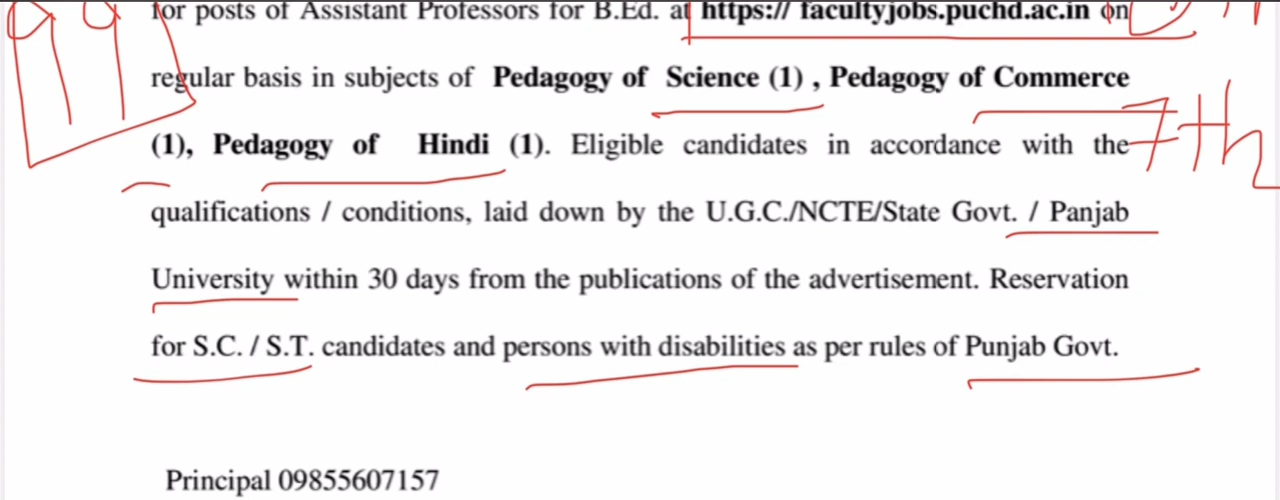 for posts of Assistant Professors for B.Ed. at https:// facultyjobs.puchd.ac.in on
regular basis in subjects of Pedagogy of Science (1) , Pedagogy of Commerce
(1), Pedagogy of Hindi (1). Eligible candidates in accordance with the
7th
qualifications / conditions, laid down by the U.G.C./NCTE/State Govt. / Panjab
University within 30 days from the publications of the advertisement. Reservation
for S.C. / S.T. candidates and persons with disabilities as per rules of Punjab Govt.
Principal 09855607157